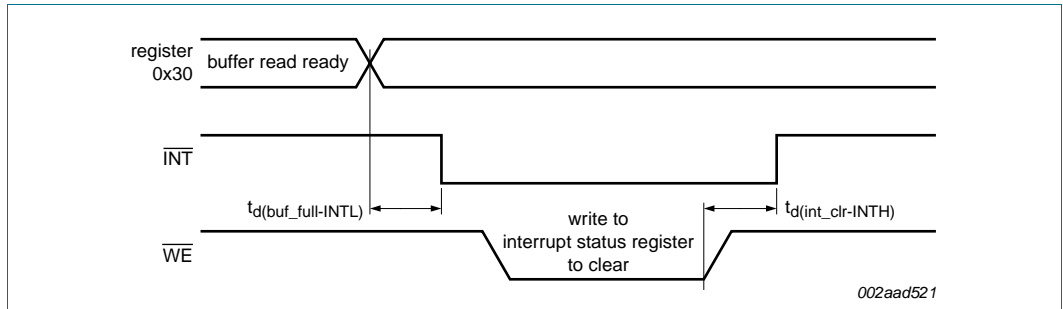 register
0x30
buffer read ready
INT
td(buf_full-INTL)
write to
interrupt status register
to clear
td(int_clr-INTH)
WE
002aad521